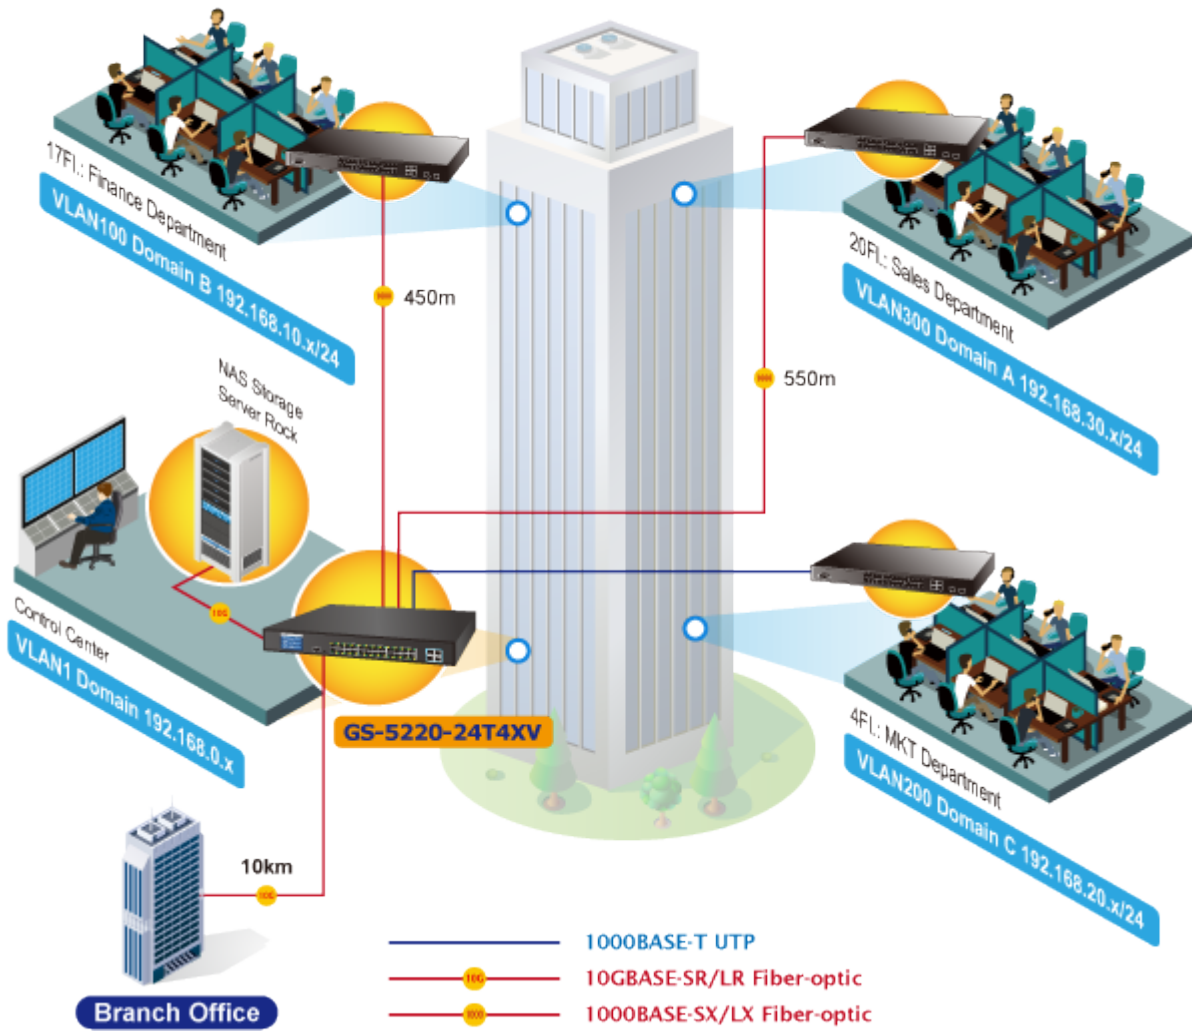 17Fl.: Finance Department
VLAN100 Domain B 192.168.10.x/24
450m
20Fl.: Sales Department
VLAN300 Domain A 192.168.30.x/24
550m
NAS Storage
Server Rock
10G
Control Center
VLAN1 Domain 192.168.0.x
GS-5220-24T4XV
4Fl.: MKT Department
VLAN200 Domain C 192.168.20.x/24
10km
10G
Branch Office
1000BASE-T UTP
10G
10GBASE-SR/LR Fiber-optic
1000
1000BASE-SX/LX Fiber-optic